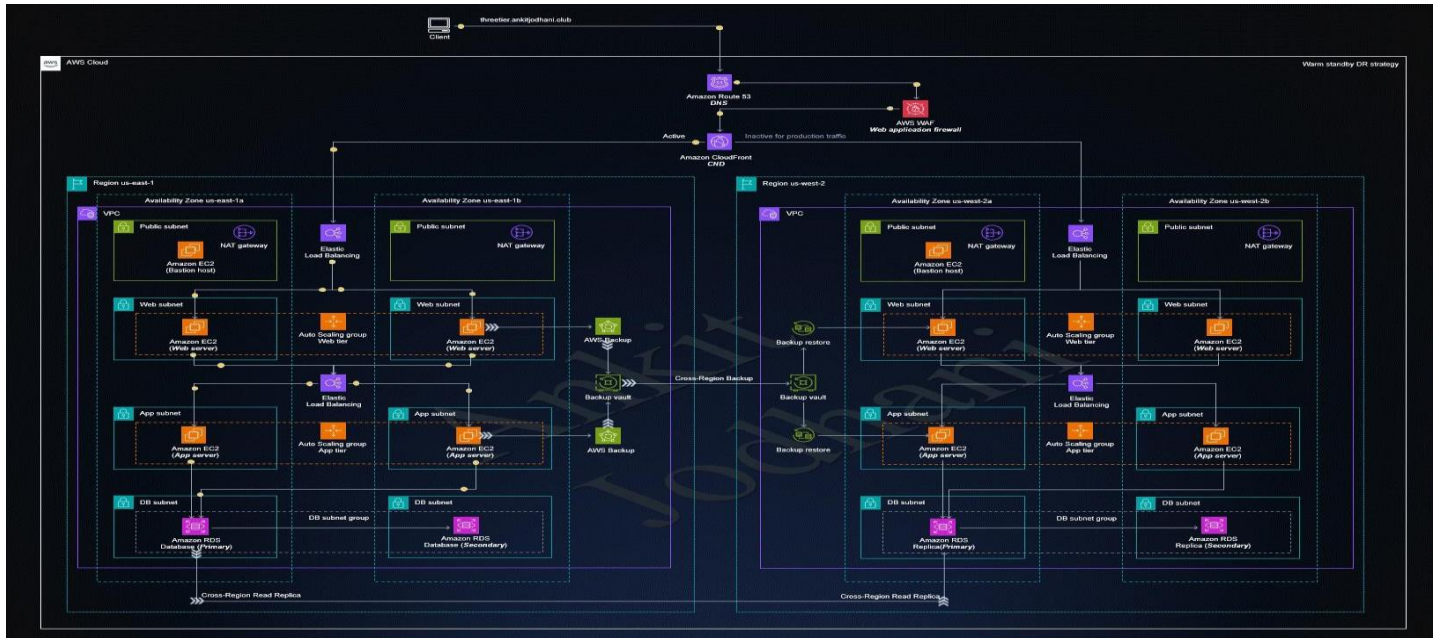 threetier.ankitjodhani.club
Client
aws
AWS Cloud
Warm standby DR strategy
Amazon Route 53
DNS
AWS WAF
Web application firewall
Active
Inactive for production traffic
Amazon CloudFront
CND
Region us-east-1
Availability Zone us-east-1a
Availability Zone us-east-1b
VPC
Public subnet
NAT gateway
Amazon EC2
(Bastion host)
Elastic
Load Balancing
Public subnet
NAT gateway
Web subnet
Amazon EC2
(Web server)
Auto Scaling group
Web tier
Web subnet
Amazon EC2
(Web server)
Elastic
Load Balancing
App subnet
Amazon EC2
(App server)
Auto Scaling group
App tier
App subnet
Amazon EC2
(App server)
DB subnet
Amazon RDS
Database (Primary)
DB subnet group
DB subnet
Amazon RDS
Database (Secondary)
AWS Backup
Backup vault
AWS Backup
Cross-Region Backup
Cross-Region Read Replica
Region us-west-2
Availability Zone us-west-2a
Availability Zone us-west-2b
VPC
Public subnet
NAT gateway
Amazon EC2
(Bastion host)
Elastic
Load Balancing
Public subnet
NAT gateway
Backup restore
Backup vault
Backup restore
Web subnet
Amazon EC2
(Web server)
Auto Scaling group
Web tier
Web subnet
Amazon EC2
(Web server)
Elastic
Load Balancing
App subnet
Amazon EC2
(App server)
Auto Scaling group
App tier
App subnet
Amazon EC2
(App server)
DB subnet
Amazon RDS
Replica(Primary)
DB subnet group
DB subnet
Amazon RDS
Replica (Secondary)
Cross-Region Read Replica
Ankit
Jodhani